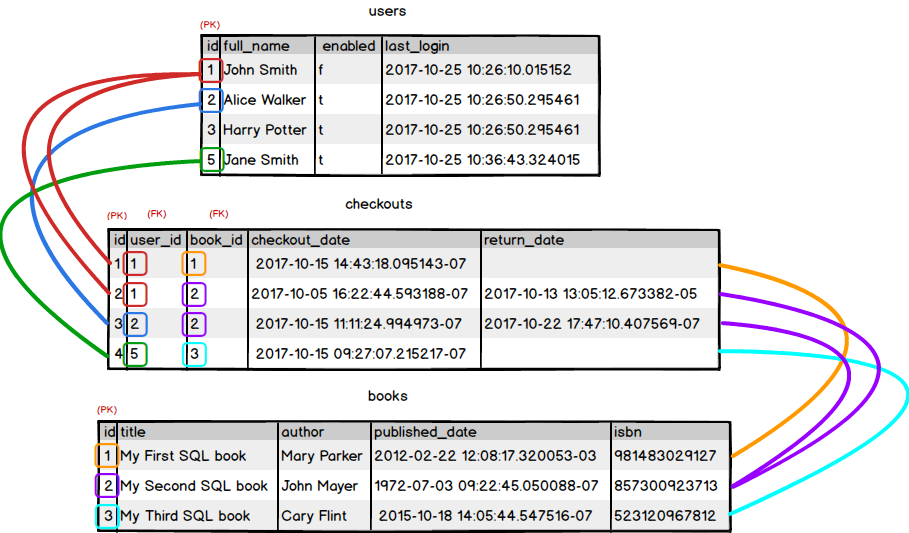 users
(PK)
id full_name enabled last_login
1 John Smith f 2017-10-25 10:26:10.015152
2 Alice Walker t 2017-10-25 10:26:50.295461
3 Harry Potter t 2017-10-25 10:26:50.295461
5 Jane Smith t 2017-10-25 10:36:43.324015
checkouts
(PK) (FK) (FK)
id user_id book_id checkout_date return_date
1 1 1 2017-10-15 14:43:18.095143-07
2 1 2 2017-10-05 16:22:44.593188-07 2017-10-13 13:05:12.673382-05
3 2 2 2017-10-15 11:11:24.994973-07 2017-10-22 17:47:10.407569-07
4 5 3 2017-10-15 09:27:07.215217-07
books
(PK)
id title author published_date isbn
1 My First SQL book Mary Parker 2012-02-22 12:08:17.320053-03 981483029127
2 My Second SQL book John Mayer 1972-07-03 09:22:45.050088-07 857300923713
3 My Third SQL book Cary Flint 2015-10-18 14:05:44.547516-07 523120967812